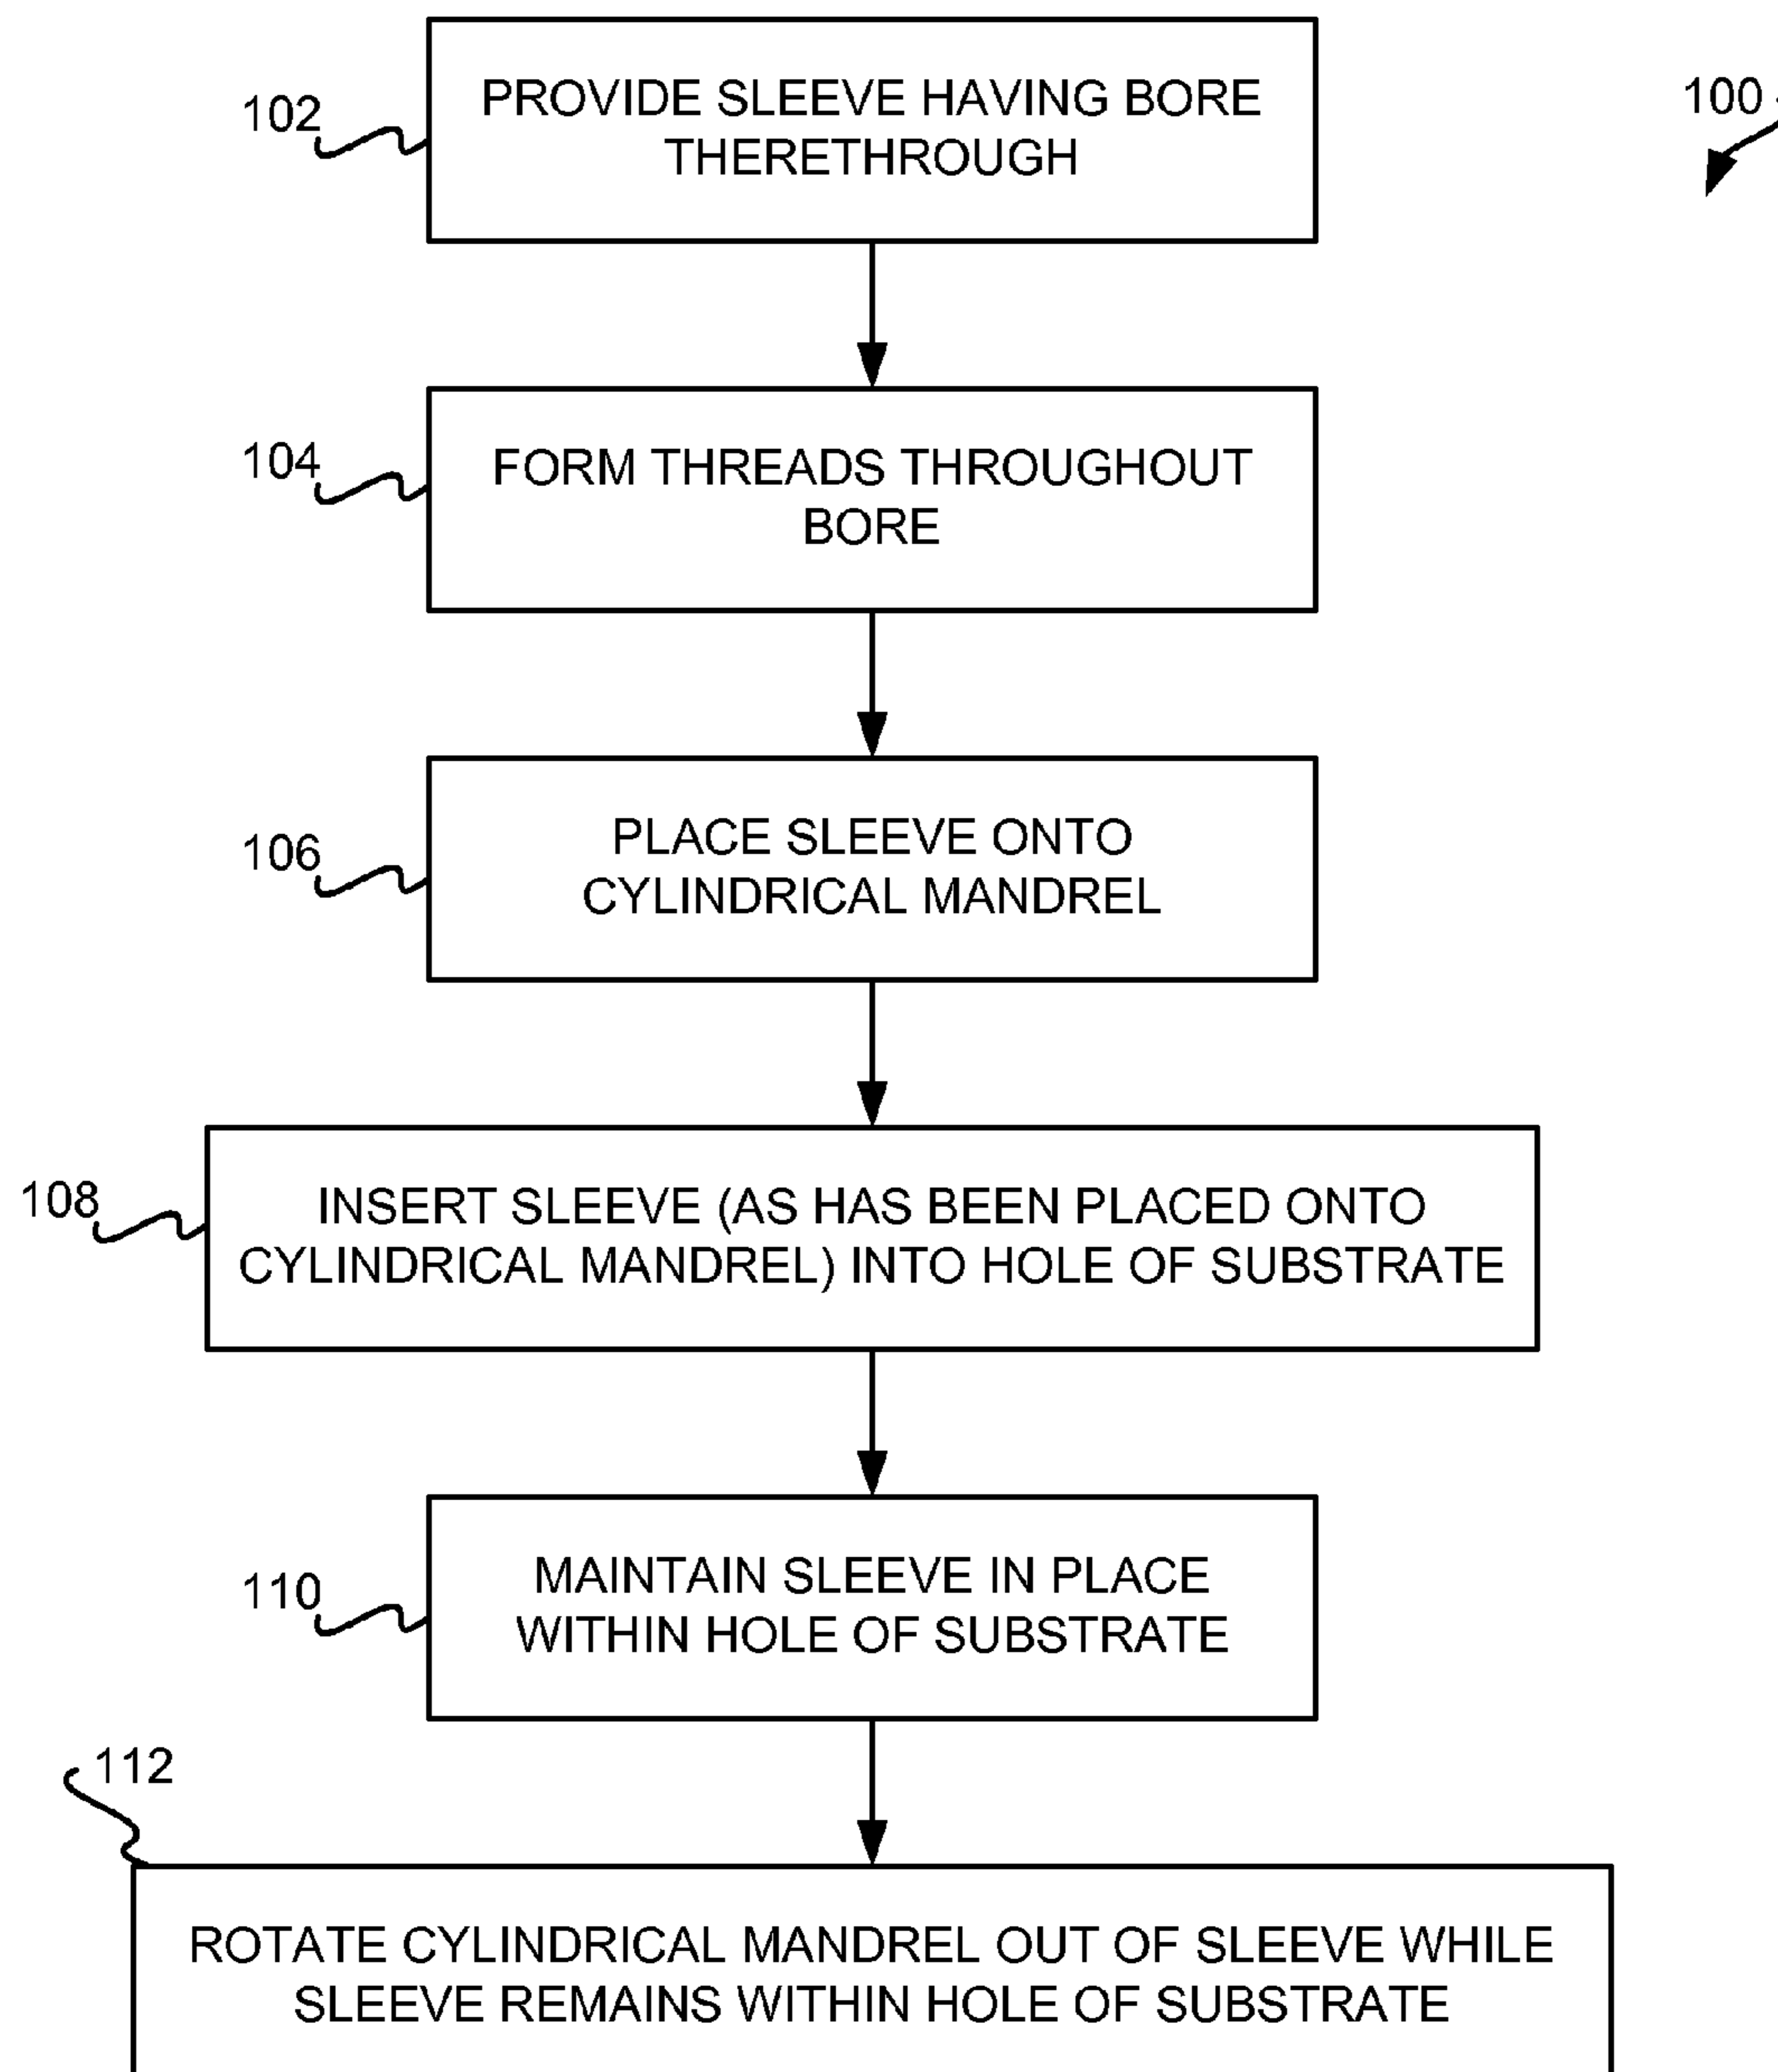 PROVIDE SLEEVE HAVING BORE
THERETHROUGH
102
100
FORM THREADS THROUGHOUT
BORE
104
PLACE SLEEVE ONTO
CYLINDRICAL MANDREL
106
INSERT SLEEVE (AS HAS BEEN PLACED ONTO
CYLINDRICAL MANDREL) INTO HOLE OF SUBSTRATE
108
MAINTAIN SLEEVE IN PLACE
WITHIN HOLE OF SUBSTRATE
110
112
ROTATE CYLINDRICAL MANDREL OUT OF SLEEVE WHILE
SLEEVE REMAINS WITHIN HOLE OF SUBSTRATE